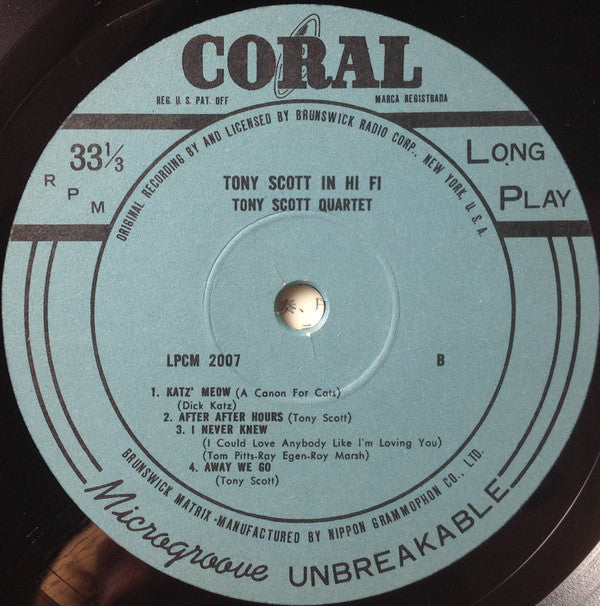 CORAL
REG. U. S. PAT. OFF
MARCA REGISTRADA
ORIGINAL RECORDING BY AND LICENSED BY BRUNSWICK RADIO CORP., NEW YORK, U. S. A.
33⅓
RPM
LONG
PLAY
TONY SCOTT IN HI FI
TONY SCOTT QUARTET
LPCM 2007
B
1. KATZ' MEOW (A Canon For Cats)
(Dick Katz)
2. AFTER AFTER HOURS (Tony Scott)
3. I NEVER KNEW
(I Could Love Anybody Like I'm Loving You)
(Tom Pitts-Ray Egen-Roy Marsh)
4. AWAY WE GO
(Tony Scott)
BRUNSWICK MATRIX-MANUFACTURED BY NIPPON GRAMMOPHON CO., LTD.
Microgroove UNBREAKABLE